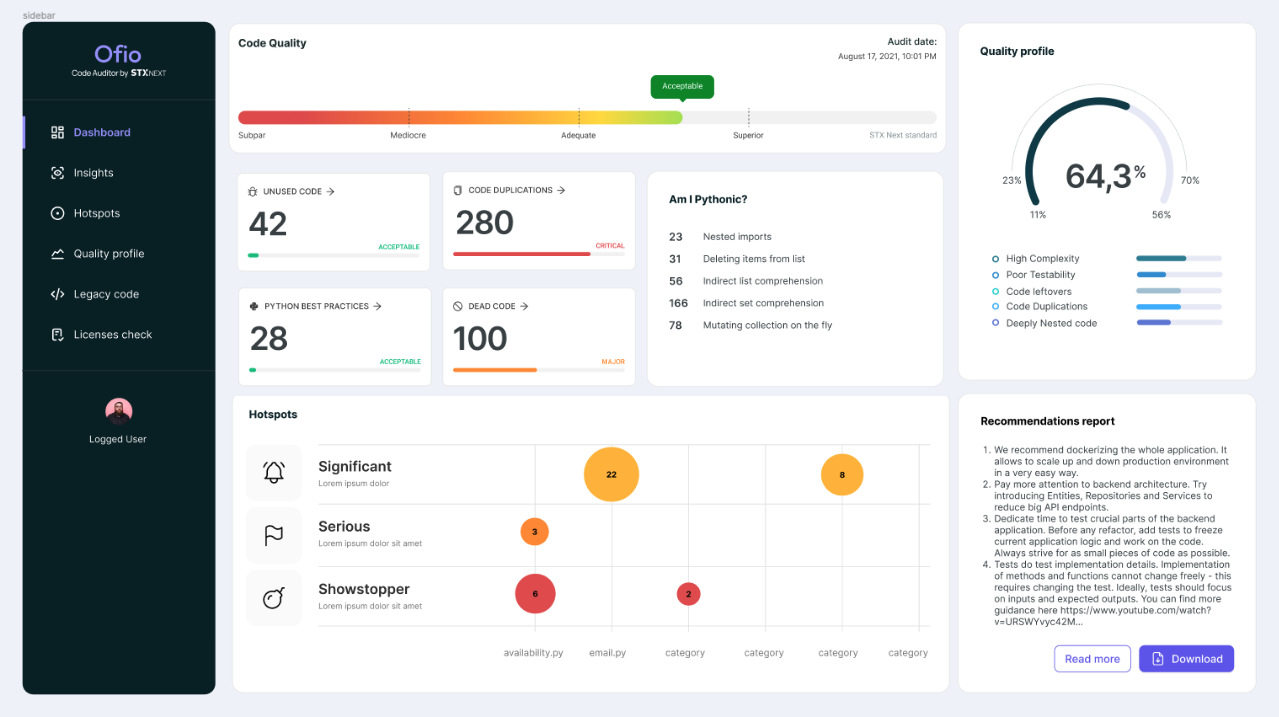 sidebar
Ofio
Code Auditor by STXNEXT
Dashboard
Insights
Hotspots
Quality profile
Legacy code
Licenses check
Logged User
Code Quality
Audit date:
August 17, 2021, 10:01 PM
Acceptable
Subpar
Mediocre
Adequate
Superior
STX Next standard
UNUSED CODE
42
ACCEPTABLE
CODE DUPLICATIONS
280
CRITICAL
PYTHON BEST PRACTICES
28
ACCEPTABLE
DEAD CODE
100
MAJOR
Am I Pythonic?
23 Nested imports
31 Deleting items from list
56 Indirect list comprehension
166 Indirect set comprehension
78 Mutating collection on the fly
Hotspots
Significant
Lorem ipsum dolor
22
8
Serious
Lorem ipsum dolor sit amet
3
Showstopper
Lorem ipsum dolor sit amet
6
2
availability.py
email.py
category
category
category
category
Quality profile
64,3%
23%
70%
11%
56%
High Complexity
Poor Testability
Code leftovers
Code Duplications
Deeply Nested code
Recommendations report
1. We recommend dockerizing the whole application. It
allows to scale up and down production environment
in a very easy way.
2. Pay more attention to backend architecture. Try
introducing Entities, Repositories and Services to
reduce big API endpoints.
3. Dedicate time to test crucial parts of the backend
application. Before any refactor, add tests to freeze
current application logic and work on the code.
Always strive for as small pieces of code as possible.
4. Tests do test implementation details. Implementation
of methods and functions cannot change freely - this
requires changing the test. Ideally, tests should focus
on inputs and expected outputs. You can find more
guidance here https://www.youtube.com/watch?
v=URSWYvyc42M...
Read more
Download